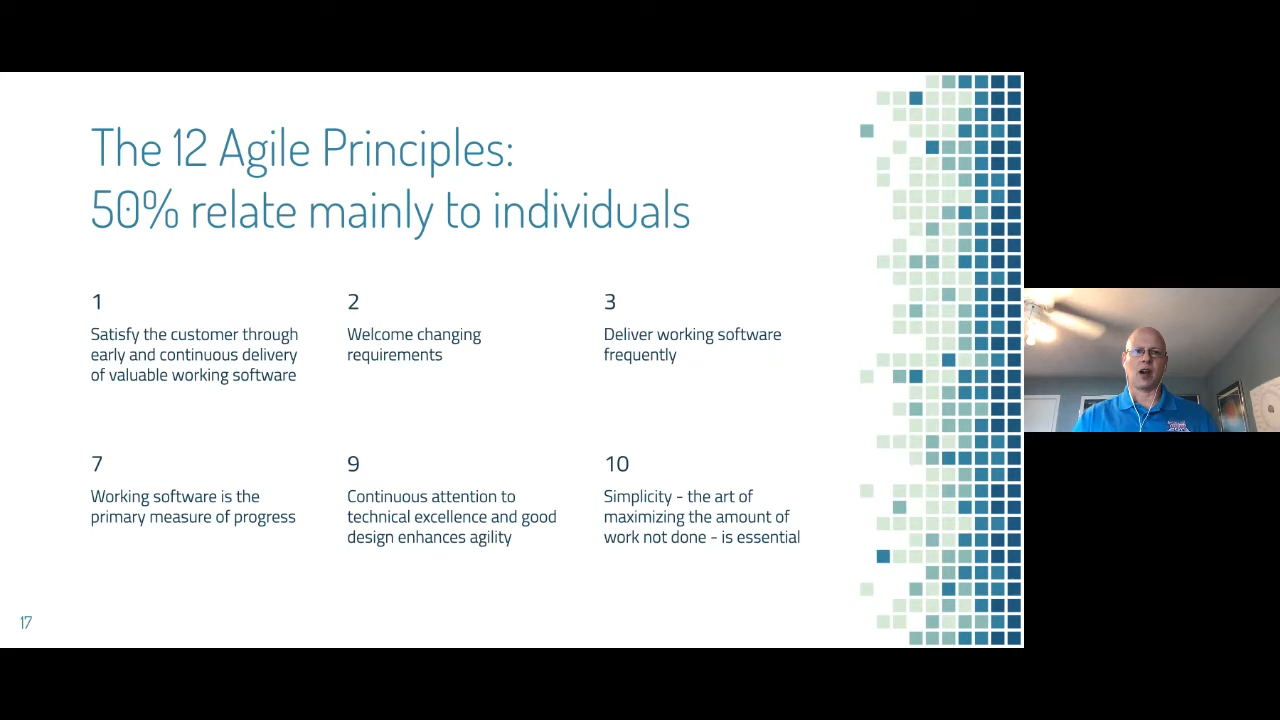 The 12 Agile Principles:
50% relate mainly to individuals
1
Satisfy the customer through
early and continuous delivery
of valuable working software
2
Welcome changing
requirements
3
Deliver working software
frequently
7
Working software is the
primary measure of progress
9
Continuous attention to
technical excellence and good
design enhances agility
10
Simplicity - the art of
maximizing the amount of
work not done - is essential
17